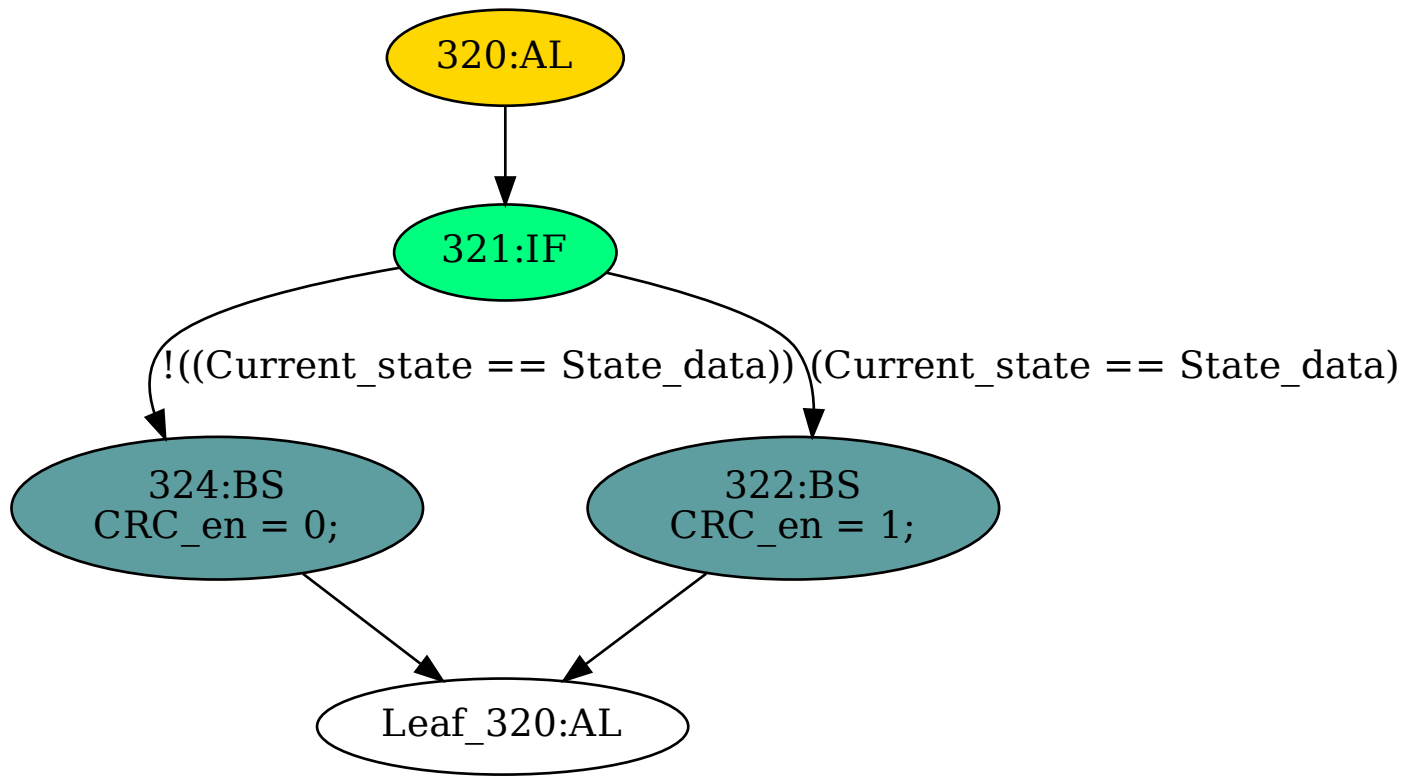 320:AL
321:IF
!((Current_state == State_data))
(Current_state == State_data)
324:BS
CRC_en = 0;
322:BS
CRC_en = 1;
Leaf_320:AL